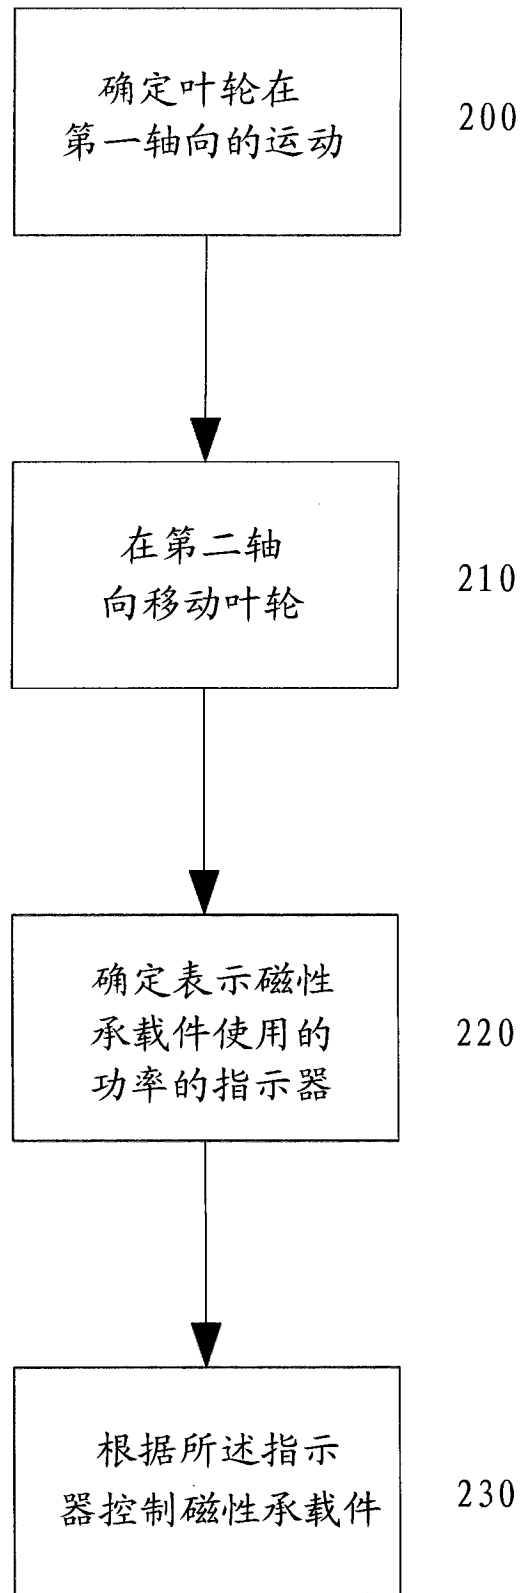 确定叶轮在
第一轴向的运动
200
在第二轴
向移动叶轮
210
确定表示磁性
承载件使用的
功率的指示器
220
根据所述指示
器控制磁性承载件
230